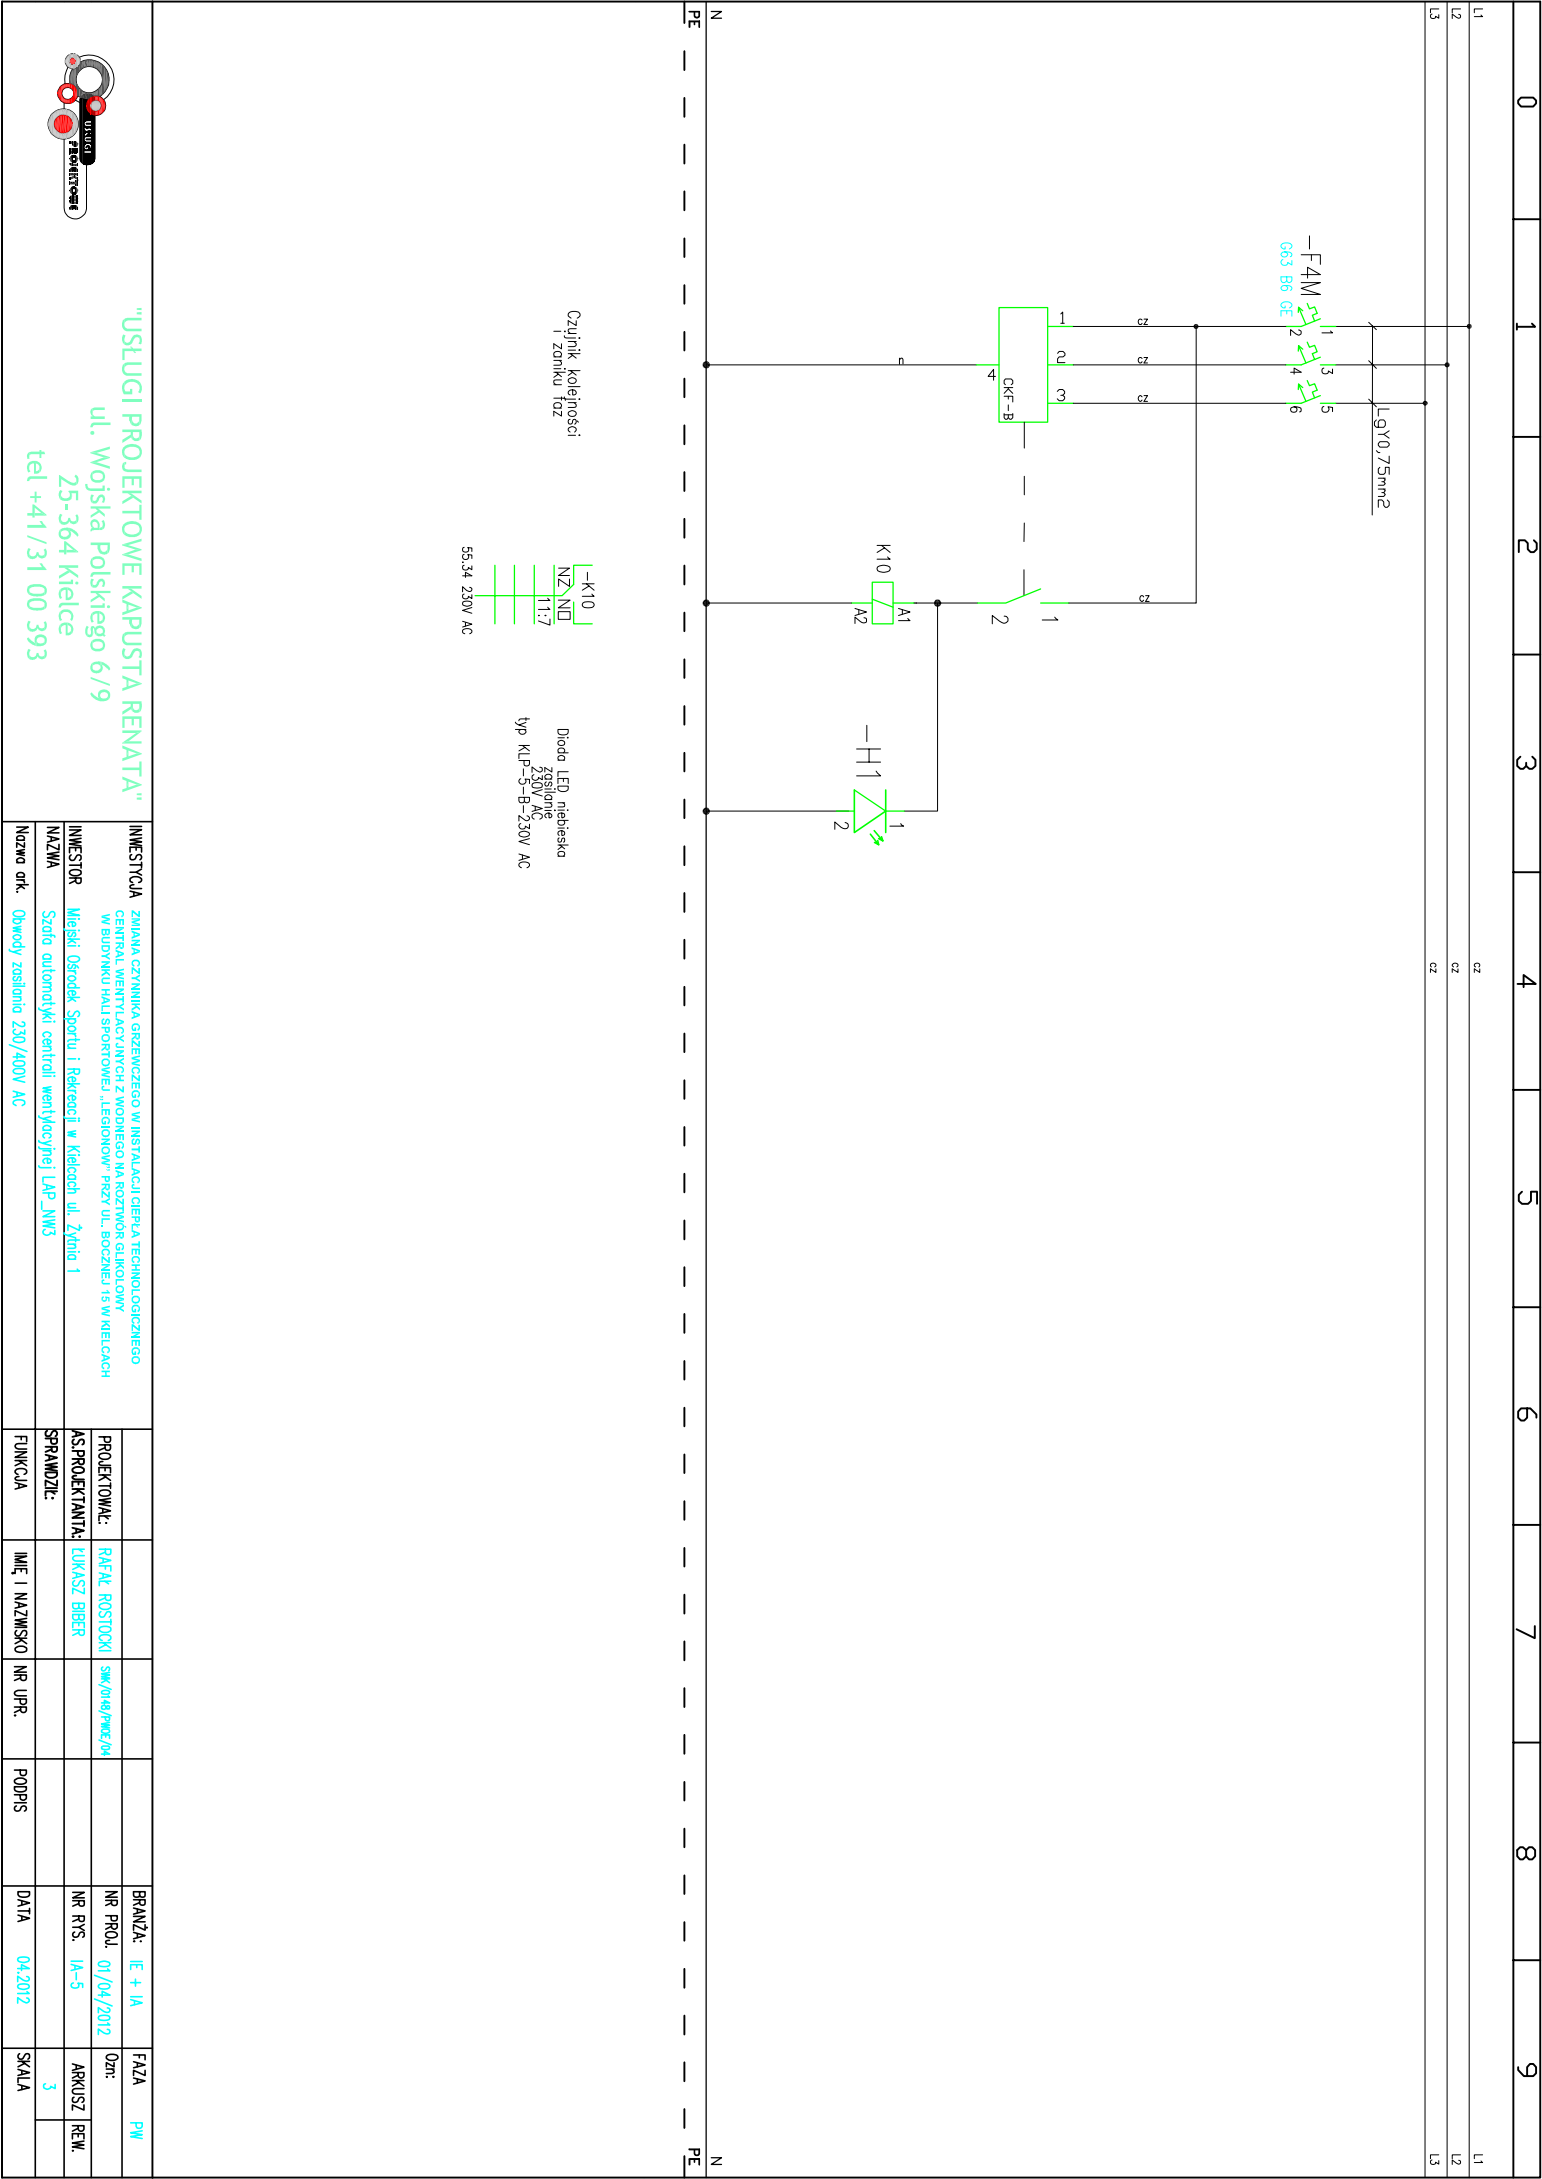 0 1 2 3 4 5 6 7 8 9
L1 cz L1
L2 cz L2
L3 cz L3
LgY0,75mm2
-F4M
G63 B6 GE
1 3 5
2 4 6
cz cz cz cz
1 2 3
CKF-B
4
n
1
2
K10
A1
A2
-H1
1
2
N N
PE PE
Czujnik kolejności
i zaniku faz
-K10
NZ NO
11:7
55.34 230V AC
Dioda LED niebieska
zasilanie
230V AC
typ KLP-5-B-230V AC
USŁUGI
PROJEKTOWE
"USŁUGI PROJEKTOWE KAPUSTA RENATA"
ul. Wojska Polskiego 6/9
25-364 Kielce
tel +41/31 00 393
INWESTYCJA ZMIANA CZYNNIKA GRZEWCZEGO W INSTALACJI CIEPŁA TECHNOLOGICZNEGO
CENTRAL WENTYLACYJNYCH Z WODNEGO NA ROZTWÓR GLIKOLOWY
W BUDYNKU HALI SPORTOWEJ „LEGIONÓW" PRZY UL. BOCZNEJ 15 W KIELCACH
INWESTOR Miejski Ośrodek Sportu i Rekreacji w Kielcach ul. Żytnia 1
NAZWA Szafa automatyki centrali wentylacyjnej LAP_NW3
Nazwa ark. Obwody zasilania 230/400V AC
PROJEKTOWAŁ: RAFAŁ ROSTOCKI SWK/0148/PWOE/04
AS.PROJEKTANTA: ŁUKASZ BIBER
SPRAWDZIŁ:
FUNKCJA IMIĘ I NAZWISKO NR UPR. PODPIS
BRANŻA: IE + IA FAZA PW
NR PROJ. 01/04/2012 Ozn:
NR RYS. IA-5 ARKUSZ REW.
3
DATA 04.2012 SKALA